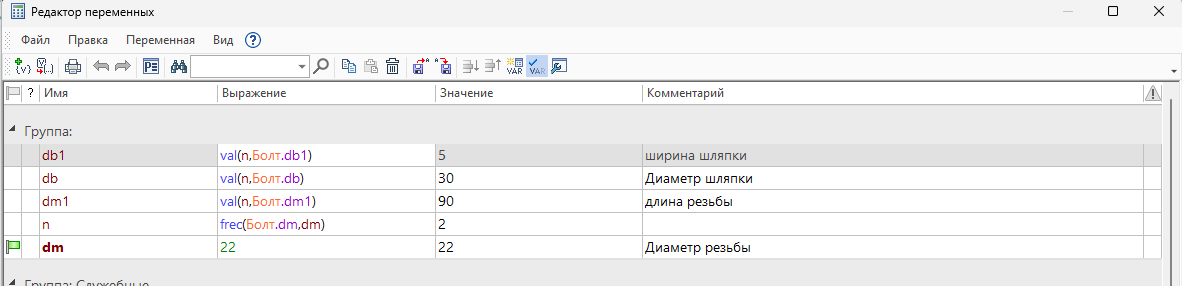 Редактор переменных
Файл Правка Переменная Вид ?
? Имя Выражение Значение Комментарий
Группа:
db1 val(n,Болт.db1) 5 ширина шляпки
db val(n,Болт.db) 30 Диаметр шляпки
dm1 val(n,Болт.dm1) 90 длина резьбы
n frec(Болт.dm,dm) 2
dm 22 22 Диаметр резьбы
Группа: Служебные